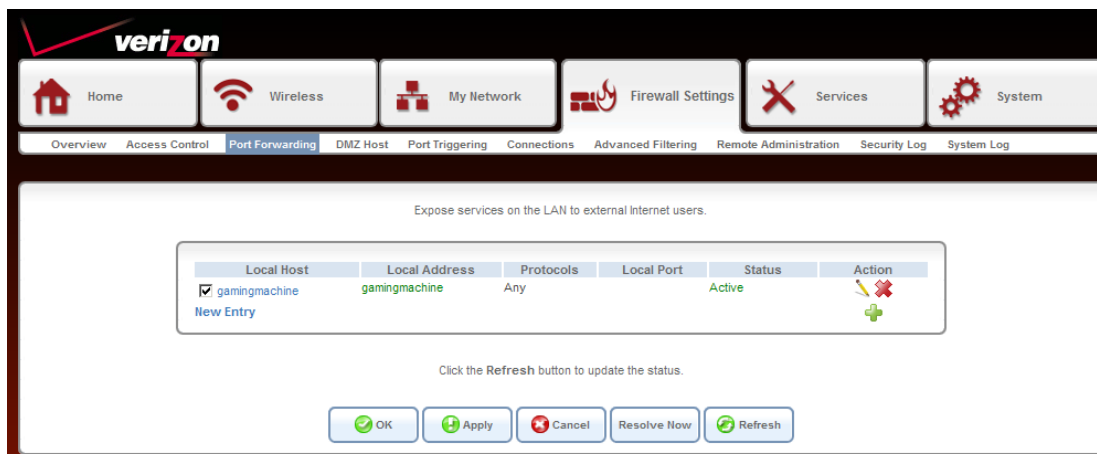 verizon
Home Wireless My Network Firewall Settings Services System
Overview Access Control Port Forwarding DMZ Host Port Triggering Connections Advanced Filtering Remote Administration Security Log System Log
Expose services on the LAN to external Internet users.
Local Host Local Address Protocols Local Port Status Action
gamingmachine gamingmachine Any Active
New Entry
Click the Refresh button to update the status.
OK Apply Cancel Resolve Now Refresh